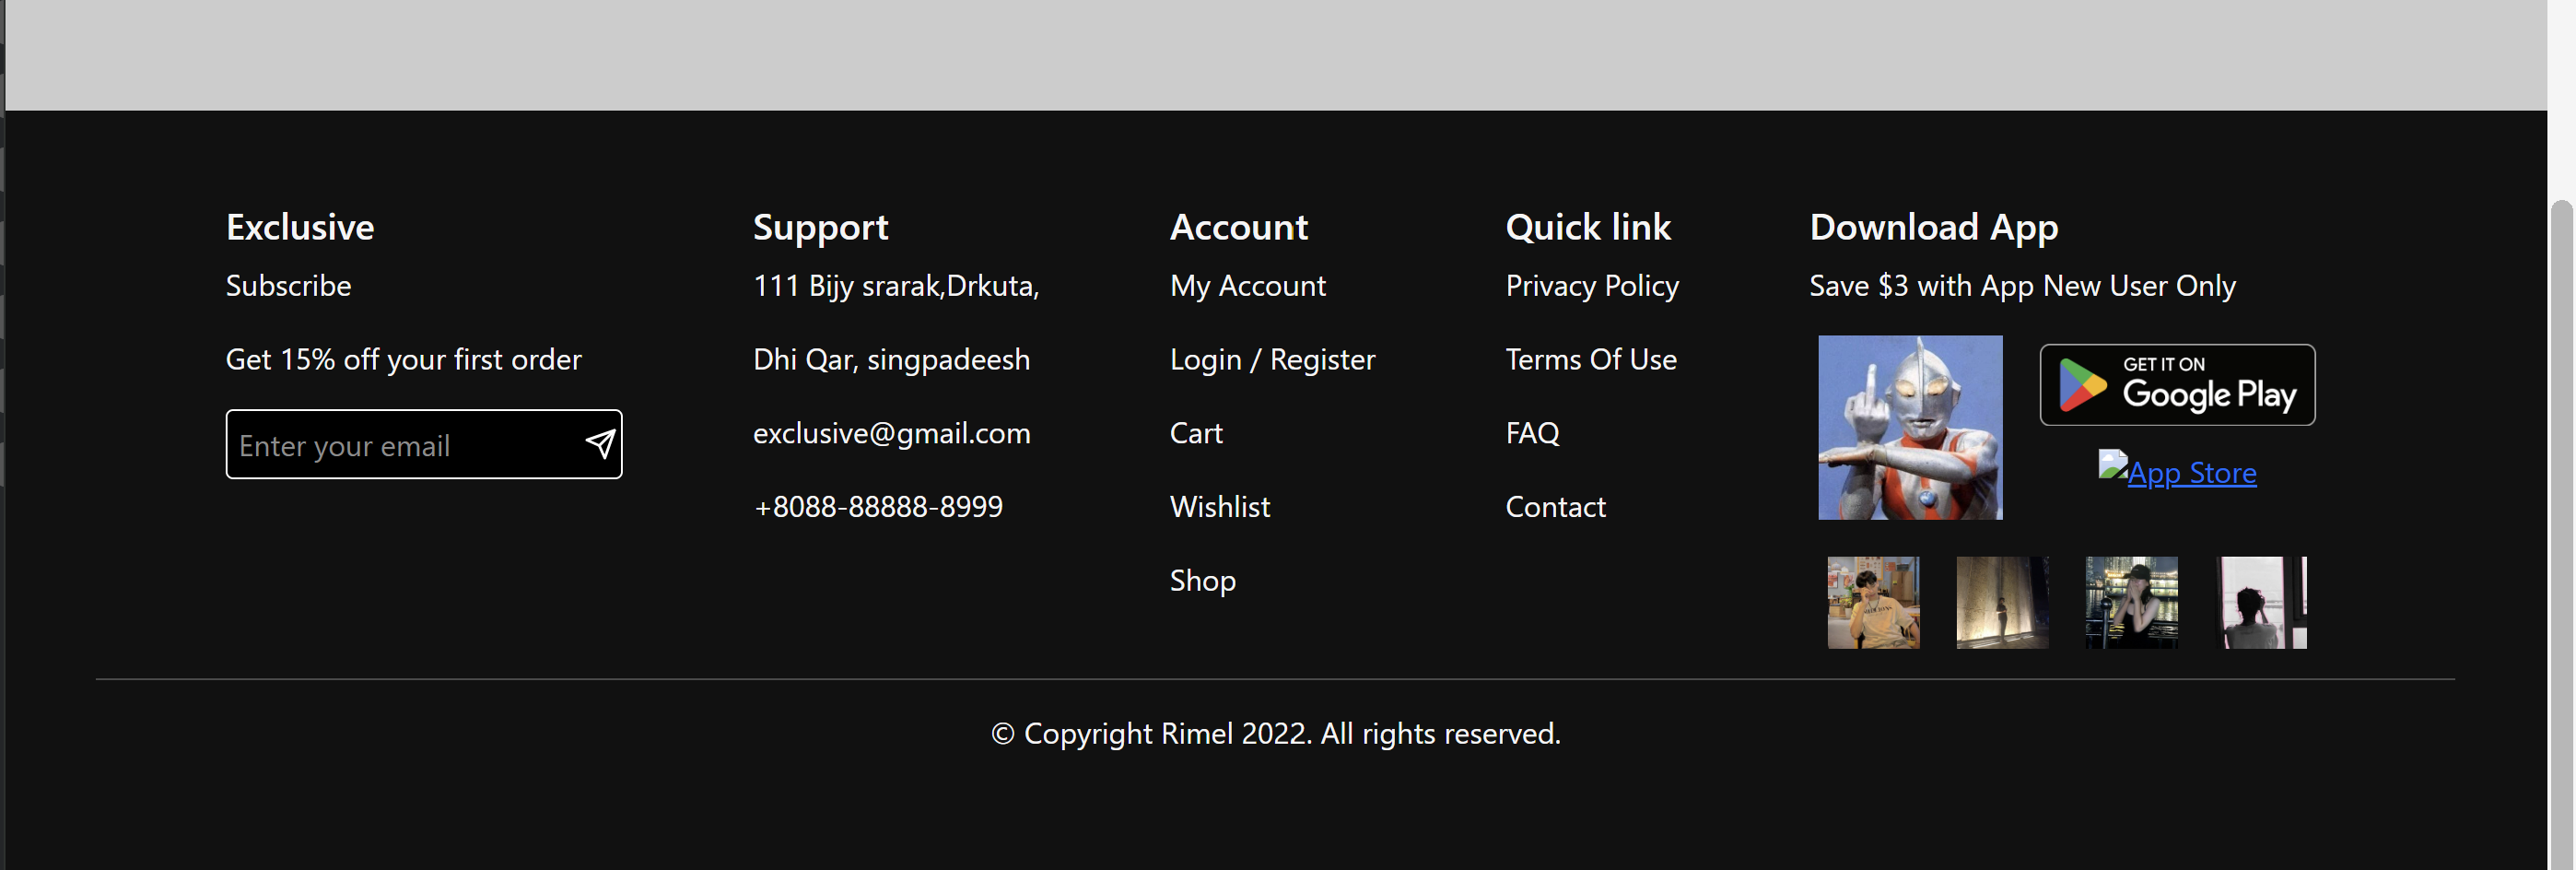 Exclusive
Subscribe
Get 15% off your first order
Enter your email
Support
111 Bijy srarak,Drkuta,
Dhi Qar, singpadeesh
exclusive@gmail.com
+8088-88888-8999
Account
My Account
Login / Register
Cart
Wishlist
Shop
Quick link
Privacy Policy
Terms Of Use
FAQ
Contact
Download App
Save $3 with App New User Only
GET IT ON
Google Play
App Store
© Copyright Rimel 2022. All rights reserved.